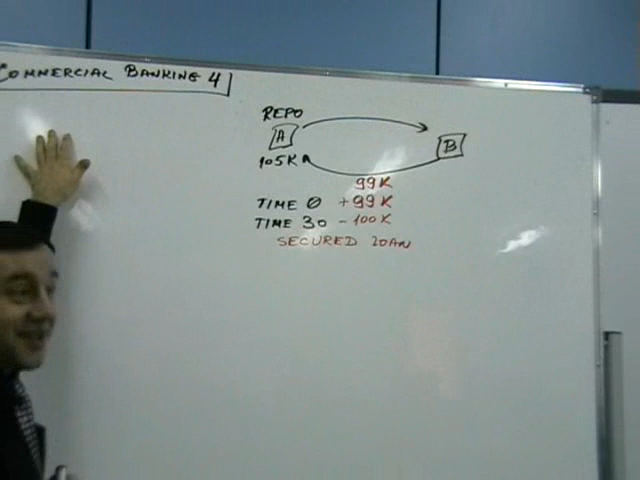 COMMERCIAL BANKING 4
REPO
A
B
105K
99K
TIME 0 +99K
TIME 30 -100K
SECURED LOAN